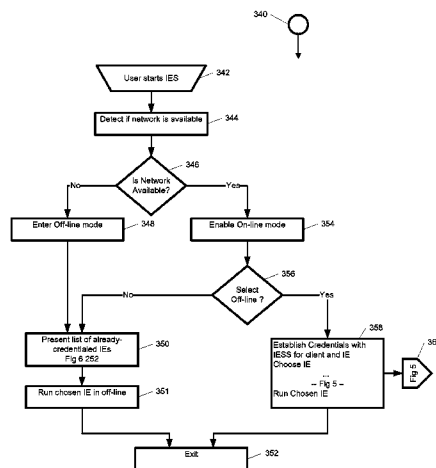 340
User starts IES
342
Detect if network is available
344
Is Network
Available?
346
No
Yes
Enter Off-line mode
348
Enable On-line mode
354
Select
Off-line ?
356
No
Yes
Present list of already-
credentialed IEs
Fig 6 252
350
Establish Credentials with
IESS for client and IE
Choose IE
...
-- Fig 5 --
Run Chosen IE
358
Fig 5
36
Run chosen IE in off-line
351
Exit
352